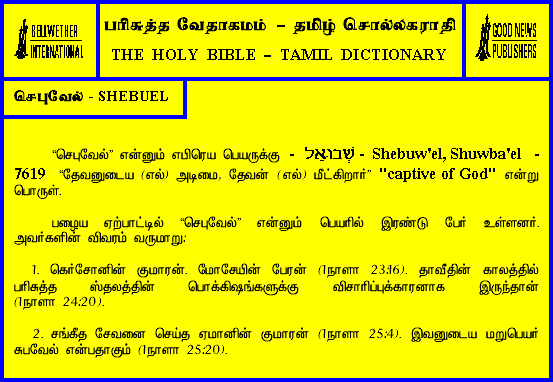 BELLWETHER
INTERNATIONAL
பரிசுத்த வேதாகமம் – தமிழ் சொல்லகராதி
THE HOLY BIBLE – TAMIL DICTIONARY
GOOD NEWS
PUBLISHERS
செபுவேல் - SHEBUEL
“செபுவேல்” என்னும் எபிரெய பெயருக்கு - שְׁבוּאֵל - Shebuw'el, Shuwba'el -
7619 “தேவனுடைய (எல்) அடிமை, தேவன் (எல்) மீட்கிறார்” "captive of God" என்று
பொருள்.
பழைய ஏற்பாட்டில் “செபுவேல்” என்னும் பெயரில் இரண்டு பேர் உள்ளனர்.
அவர்களின் விவரம் வருமாறு:
1. கெர்சோனின் குமாரன். மோசேயின் பேரன் (1நாளா 23:16). தாவீதின் காலத்தில்
பரிசுத்த ஸ்தலத்தின் பொக்கிஷங்களுக்கு விசாரிப்புக்காரனாக இருந்தான்
(1நாளா 24:20).
2. சங்கீத சேவனை செய்த ஏமானின் குமாரன் (1நாளா 25:4). இவனுடைய மறுபெயர்
சுபவேல் என்பதாகும் (1நாளா 25:20).